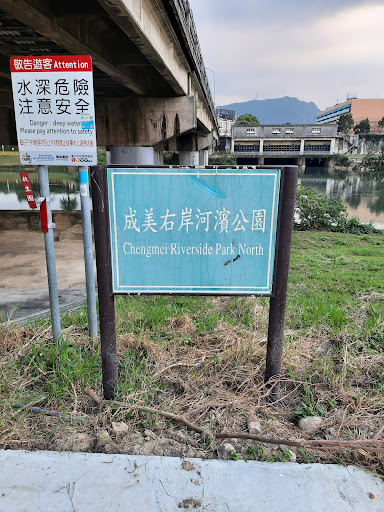 敬告遊客 Attention
水深危險
注意安全
Danger : deep water
Please pay attention to safety
成美右岸河濱公園
Chengmei Riverside Park North